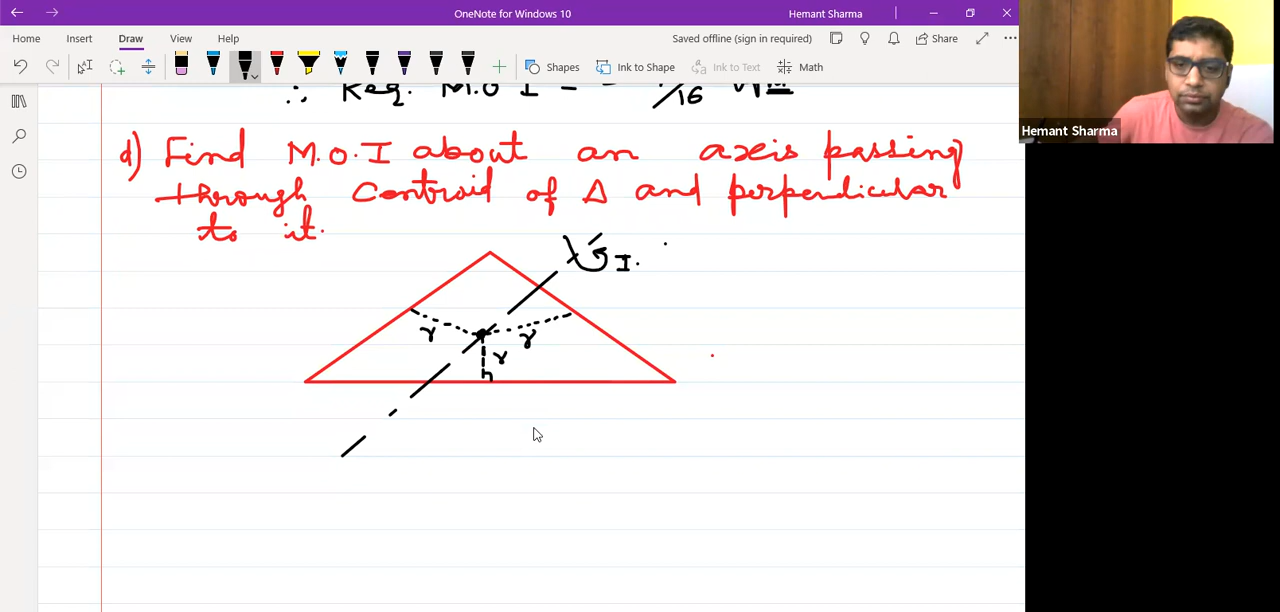 OneNote for Windows 10
Hemant Sharma
Home Insert Draw View Help
Saved offline (sign in required)
Share
Shapes
Ink to Shape
Ink to Text
Math
Hemant Sharma
∴ Req. M.O I =
/16
d) Find M.O.I about an axis passing
through Centroid of Δ and perpendicular
to it.
I.
r
r
r